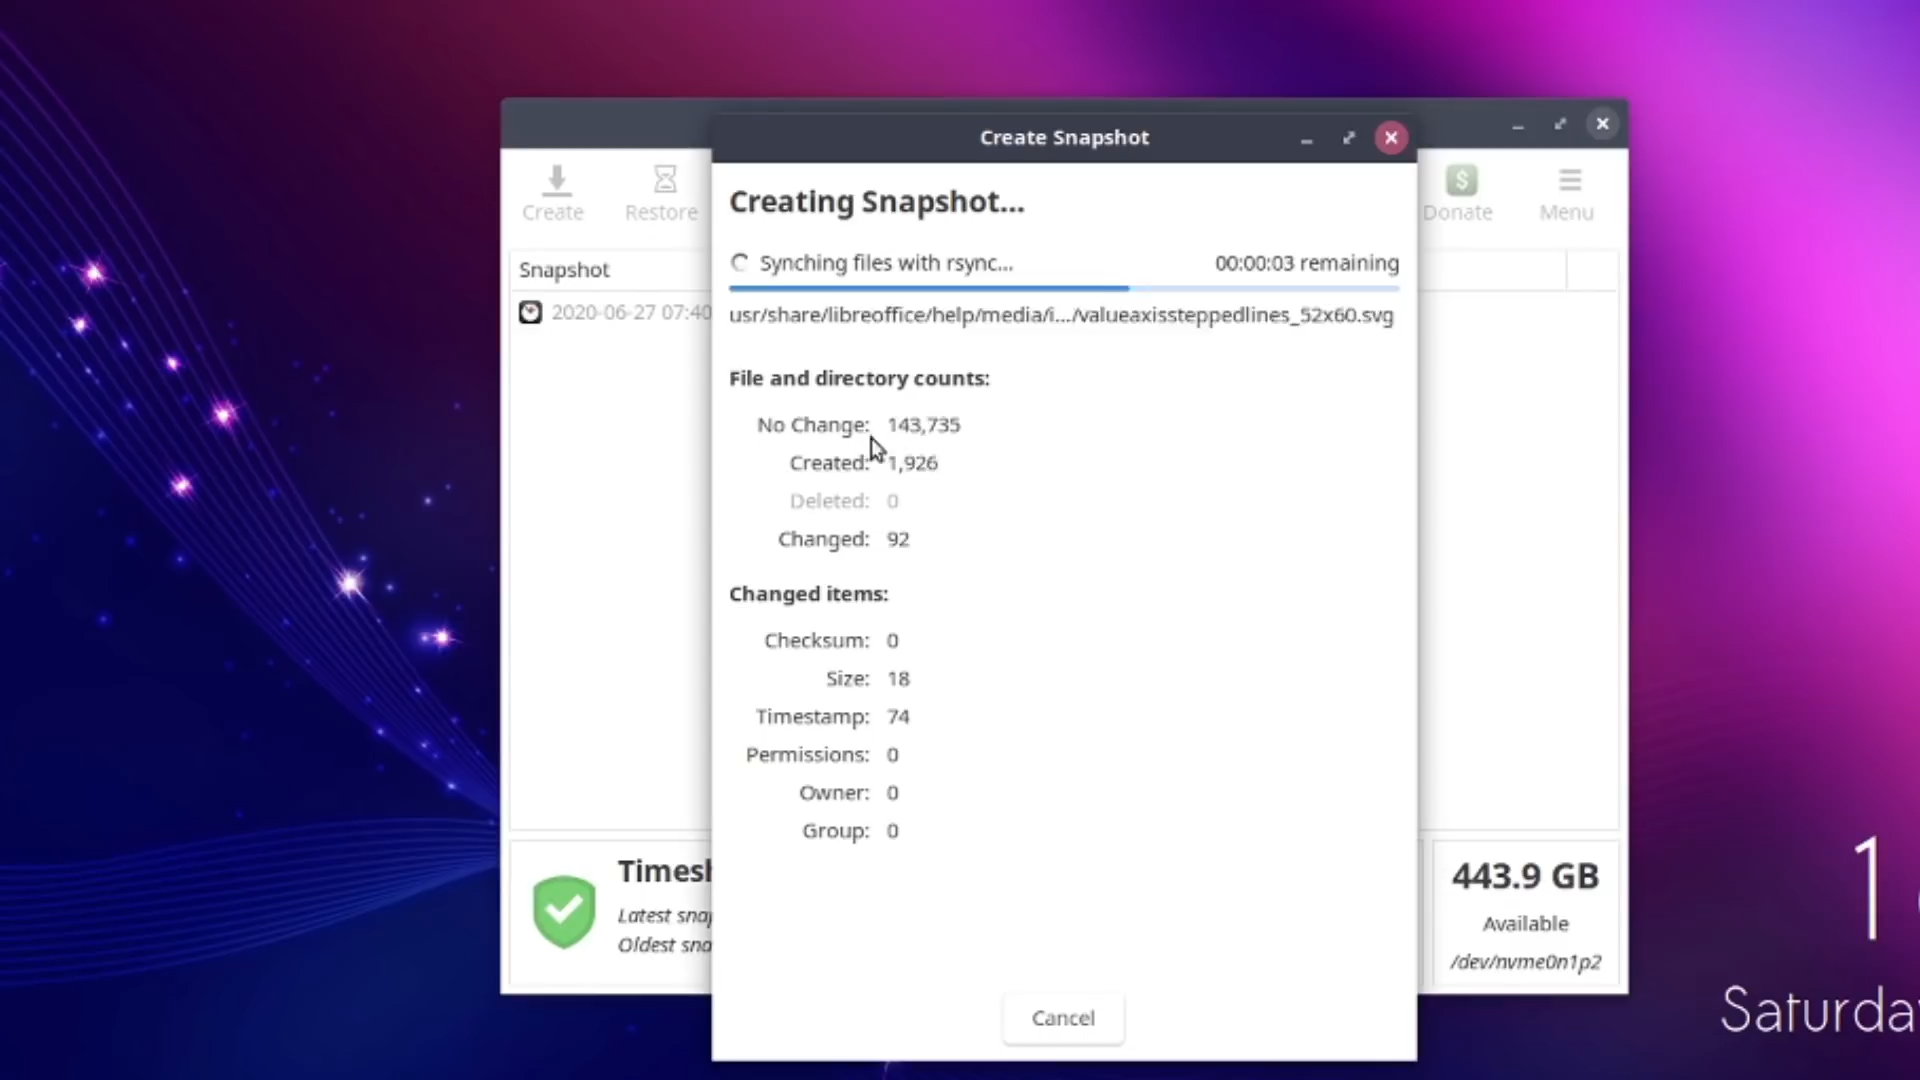 Create Snapshot
Create
Restore
Donate
Menu
Creating Snapshot...
Synching files with rsync... 00:00:03 remaining
usr/share/libreoffice/help/media/i.../valueaxissteppedlines_52x60.svg
Snapshot
2020-06-27 07:40
File and directory counts:
No Change: 143,735
Created: 1,926
Deleted: 0
Changed: 92
Changed items:
Checksum: 0
Size: 18
Timestamp: 74
Permissions: 0
Owner: 0
Group: 0
Latest
Oldest
443.9 GB
Available
/dev/nvme0n1p2
Cancel